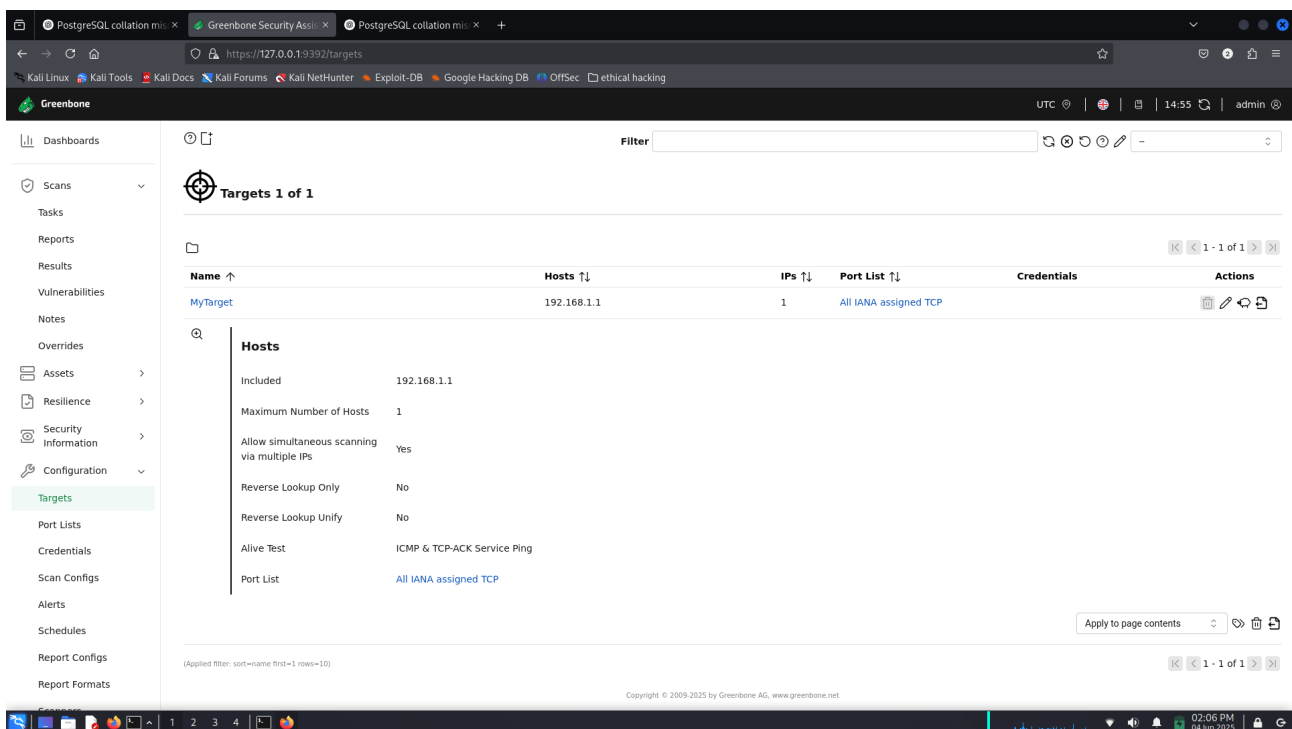 PostgreSQL collation mis
Greenbone Security Assis
PostgreSQL collation mis
https://127.0.0.1:9392/targets
2
Kali Linux Kali Tools Kali Docs Kali Forums Kali NetHunter Exploit-DB Google Hacking DB OffSec ethical hacking
Greenbone
UTC 14:55 admin
Dashboards
Filter
--
Scans
Targets 1 of 1
Tasks
Reports
1 - 1 of 1
Results
Name Hosts IPs Port List Credentials Actions
Vulnerabilities
MyTarget 192.168.1.1 1 All IANA assigned TCP
Notes
Overrides
Hosts
Assets
Included 192.168.1.1
Resilience
Maximum Number of Hosts 1
Security
Information
Allow simultaneous scanning
via multiple IPs
Yes
Configuration
Reverse Lookup Only No
Targets
Reverse Lookup Unify No
Port Lists
Credentials
Alive Test ICMP & TCP-ACK Service Ping
Scan Configs
Port List All IANA assigned TCP
Alerts
Apply to page contents
Schedules
Report Configs
(Applied filter: sort=name first=1 rows=10)
1 - 1 of 1
Report Formats
Copyright © 2009-2025 by Greenbone AG, www.greenbone.net
Scanners
1 2 3 4
02:06 PM
04 Jun 2025